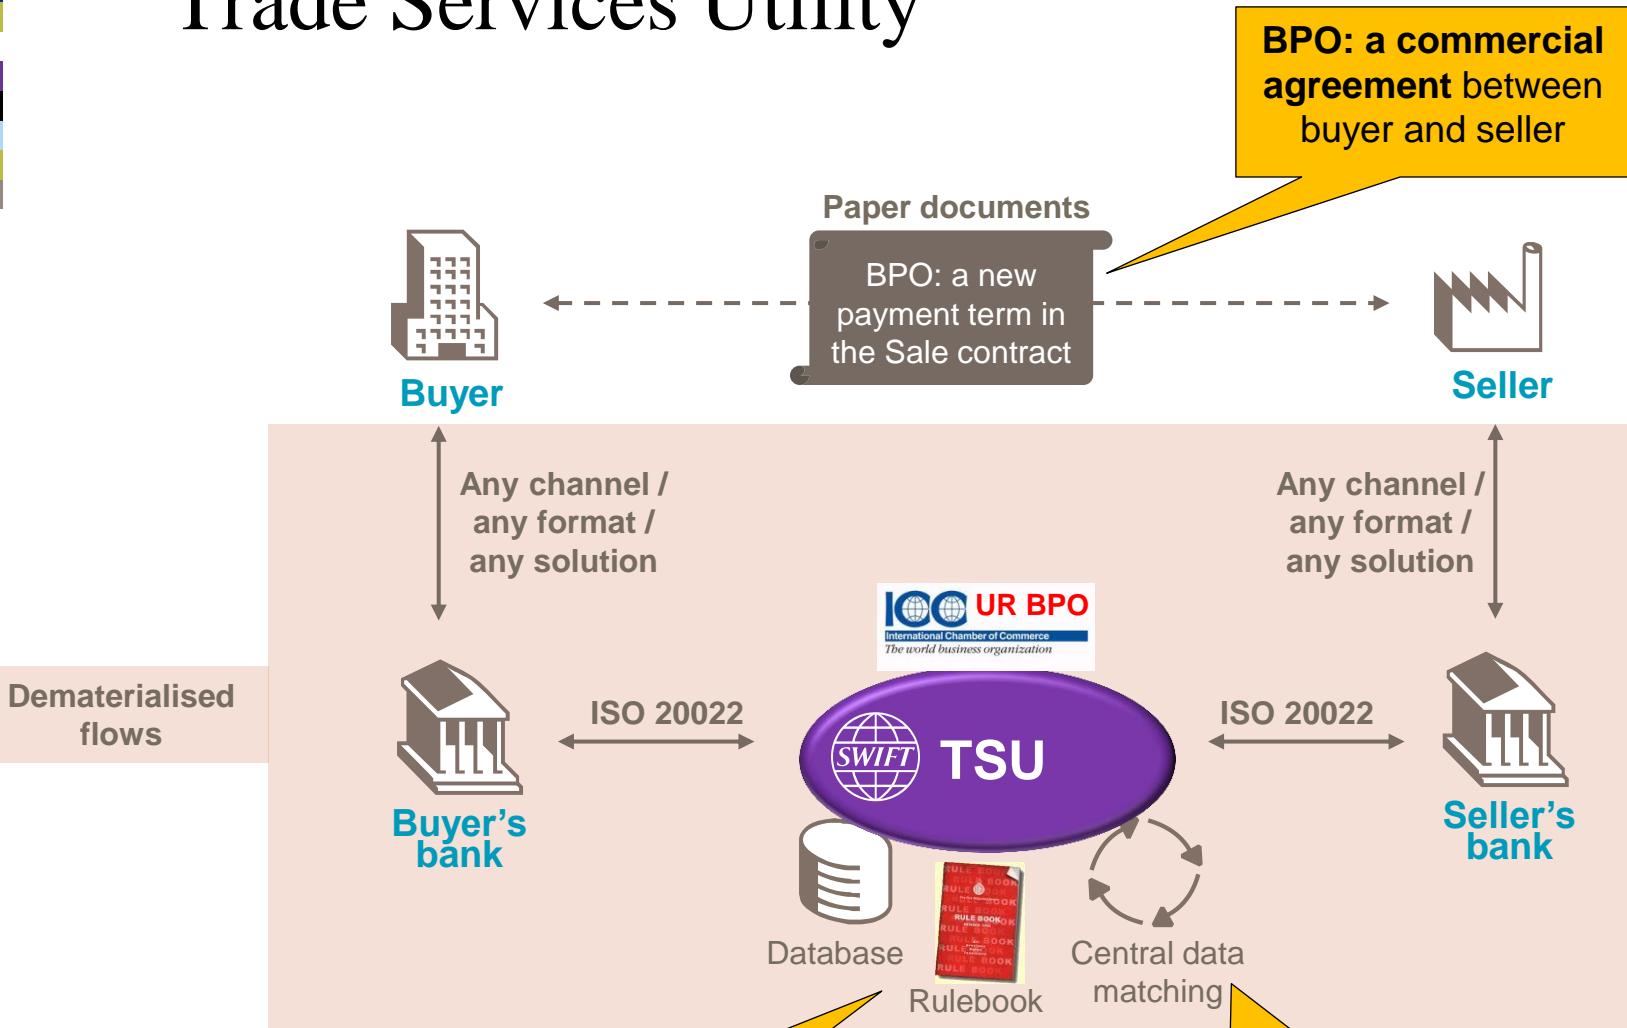 Trade Services Utility
BPO: a commercial
agreement between
buyer and seller
Paper documents
BPO: a new
payment term in
the Sale contract
Buyer
Seller
Any channel /
any format /
any solution
Any channel /
any format /
any solution
ICC UR BPO
International Chamber of Commerce
The world business organization
Dematerialised
flows
ISO 20022
SWIFT TSU
ISO 20022
Buyer’s
bank
Seller’s
bank
RULE BOOK
Database
Central data
matching
Rulebook